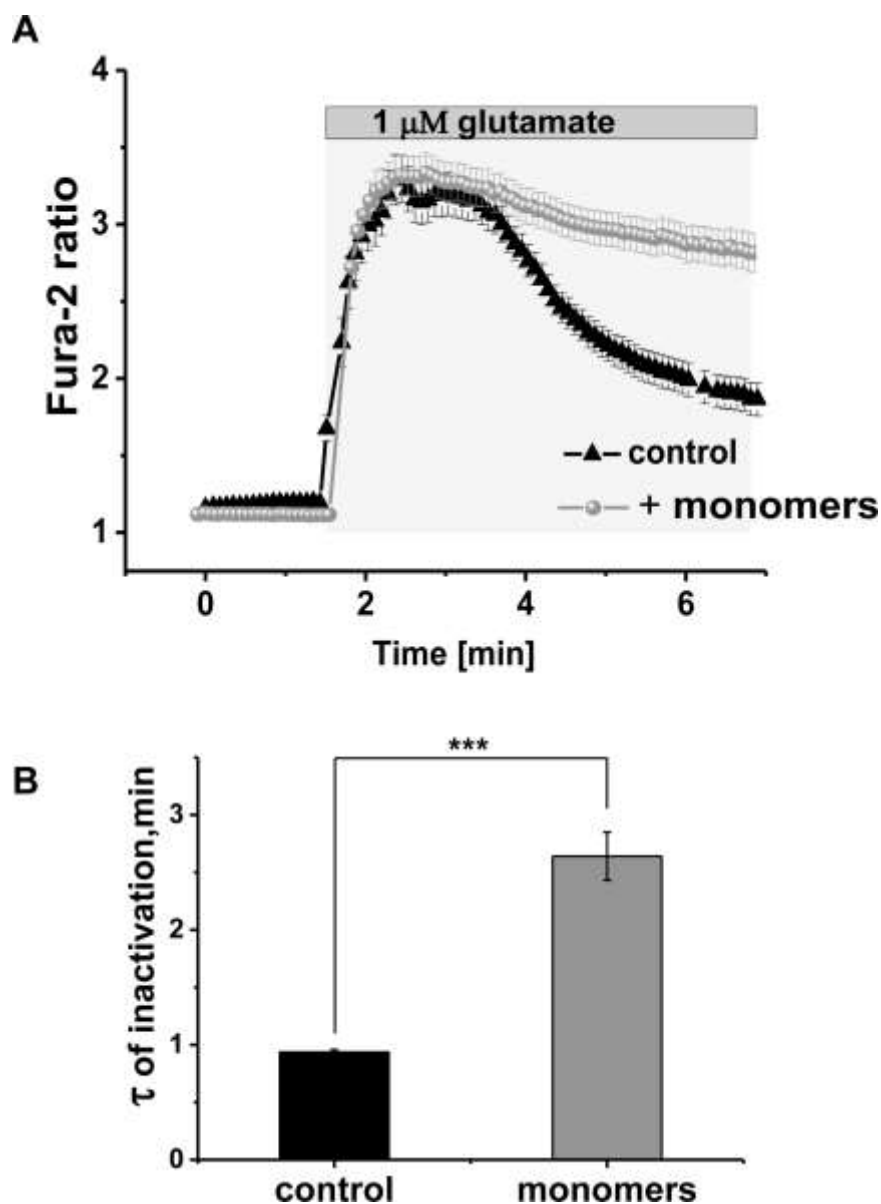 A
4
3
2
1
Fura-2 ratio
1 μM glutamate
control
+ monomers
0 2 4 6
Time [min]
B
***
3
2
1
0
τ of inactivation,min
control monomers